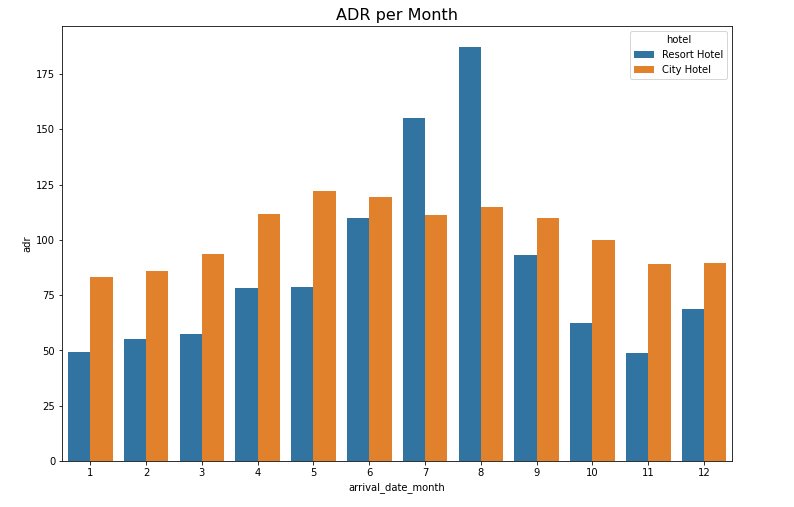 ADR per Month
hotel
Resort Hotel
City Hotel
adr
175
150
125
100
75
50
25
0
1 2 3 4 5 6 7 8 9 10 11 12
arrival_date_month